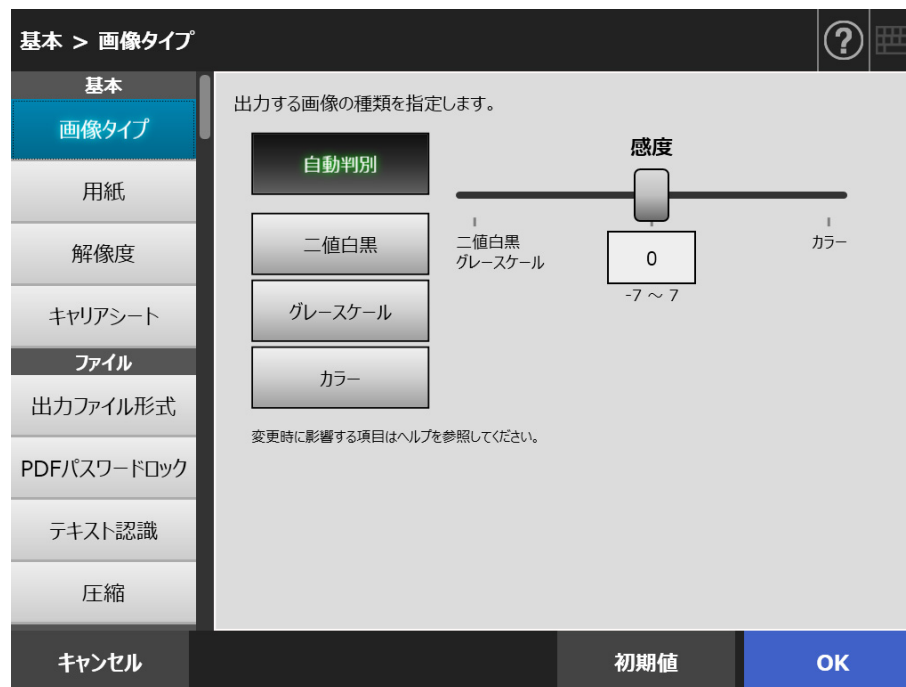 基本 > 画像タイプ
?
基本
画像タイプ
用紙
解像度
キャリアシート
ファイル
出力ファイル形式
PDFパスワードロック
テキスト認識
圧縮
出力する画像の種類を指定します。
自動判別
二値白黒
グレースケール
カラー
感度
二値白黒
グレースケール
カラー
0
-7 ～ 7
変更時に影響する項目はヘルプを参照してください。
キャンセル
初期値
OK